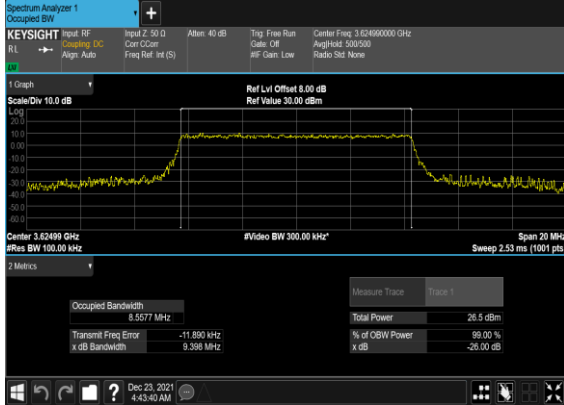 Spectrum Analyzer 1
Occupied BW
+
KEYSIGHT Input: RF Input Z: 50 Ω Atten: 40 dB Trig: Free Run Center Freq: 3.624990000 GHz
RL Coupling: DC Corr CCorr Gate: Off Avg|Hold: 500/500
Align: Auto Freq Ref: Int (S) #IF Gain: Low Radio Std: None
1 Graph
Ref Lvl Offset 8.00 dB
Scale/Div 10.0 dB Ref Value 30.00 dBm
Log
20.0
10.0
0.00
-10.0
-20.0
-30.0
-40.0
-50.0
-60.0
Center 3.62499 GHz #Video BW 300.00 kHz* Span 20 MHz
#Res BW 100.00 kHz Sweep 2.53 ms (1001 pts
2 Metrics
Measure Trace Trace 1
Occupied Bandwidth
8.5577 MHz Total Power 26.5 dBm
Transmit Freq Error -11.890 kHz % of OBW Power 99.00 %
x dB Bandwidth 9.398 MHz x dB -26.00 dB
? Dec 23, 2021
4:43:40 AM